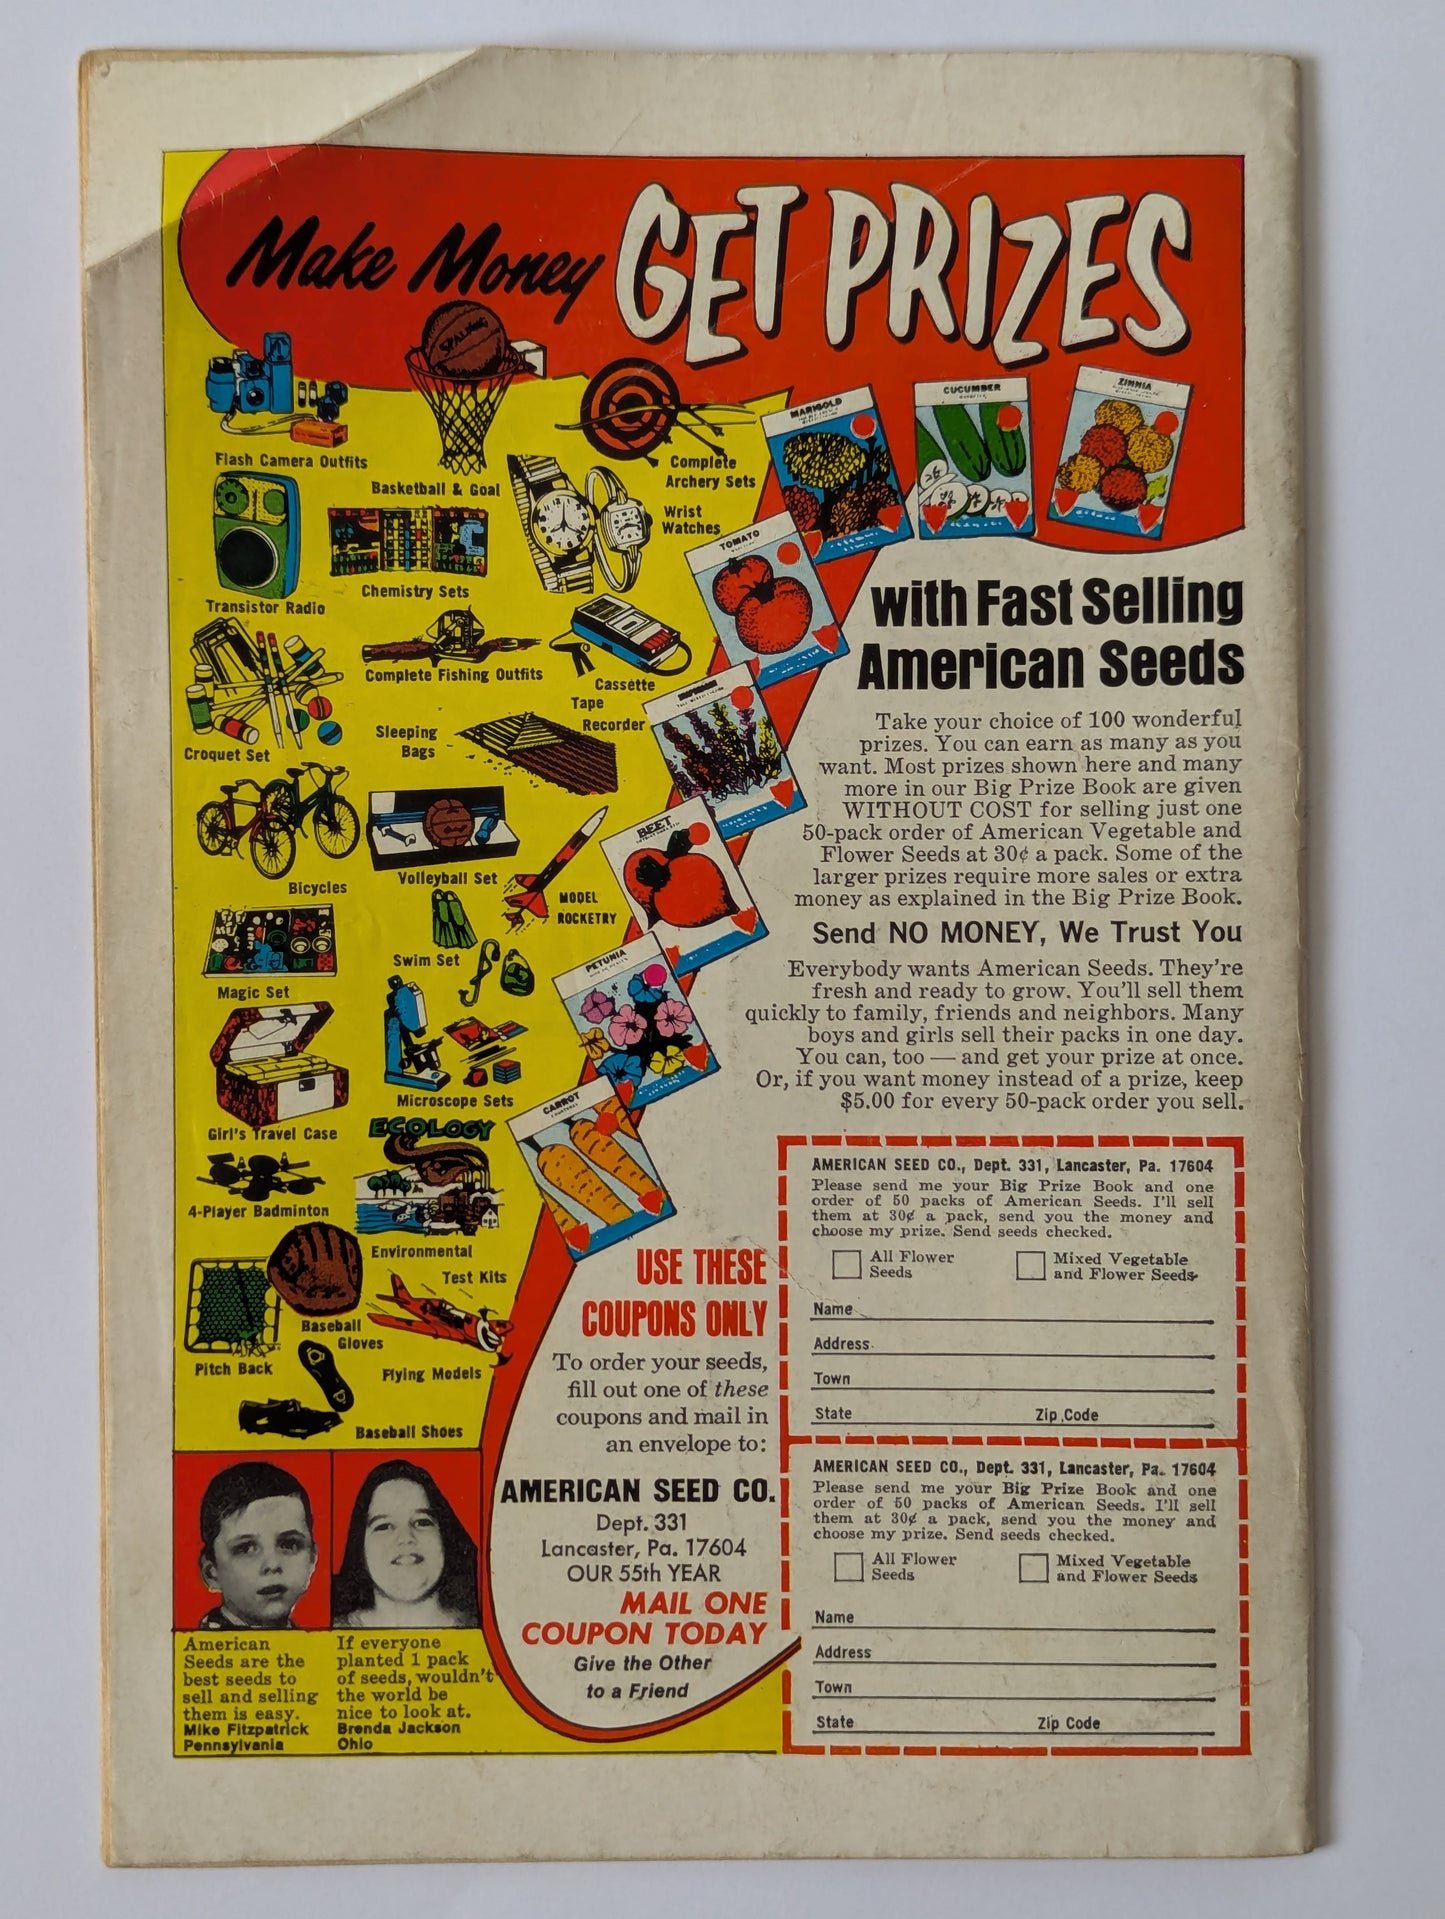 Make Money GET PRIZES
SPALDING
Flash Camera Outfits
Basketball & Goal
Complete
Archery Sets
Wrist
Watches
Transistor Radio
Chemistry Sets
Complete Fishing Outfits
Cassette
Tape
Recorder
Croquet Set
Sleeping
Bags
Bicycles
Volleyball Set
MODEL
ROCKETRY
Magic Set
Swim Set
Girl's Travel Case
Microscope Sets
ECOLOGY
4-Player Badminton
Environmental
Test Kits
Pitch Back
Baseball
Gloves
Flying Models
Baseball Shoes
MARIGOLD
CUCUMBER
ZINNIA
TOMATO
BEET
PETUNIA
CARROT
with Fast Selling
American Seeds
Take your choice of 100 wonderful
prizes. You can earn as many as you
want. Most prizes shown here and many
more in our Big Prize Book are given
WITHOUT COST for selling just one
50-pack order of American Vegetable and
Flower Seeds at 30¢ a pack. Some of the
larger prizes require more sales or extra
money as explained in the Big Prize Book.
Send NO MONEY, We Trust You
Everybody wants American Seeds. They're
fresh and ready to grow. You'll sell them
quickly to family, friends and neighbors. Many
boys and girls sell their packs in one day.
You can, too — and get your prize at once.
Or, if you want money instead of a prize, keep
$5.00 for every 50-pack order you sell.
USE THESE
COUPONS ONLY
To order your seeds,
fill out one of these
coupons and mail in
an envelope to:
AMERICAN SEED CO.
Dept. 331
Lancaster, Pa. 17604
OUR 55th YEAR
MAIL ONE
COUPON TODAY
Give the Other
to a Friend
American
Seeds are the
best seeds to
sell and selling
them is easy.
Mike Fitzpatrick
Pennsylvania
If everyone
planted 1 pack
of seeds, wouldn't
the world be
nice to look at.
Brenda Jackson
Ohio
AMERICAN SEED CO., Dept. 331, Lancaster, Pa. 17604
Please send me your Big Prize Book and one
order of 50 packs of American Seeds. I'll sell
them at 30¢ a pack, send you the money and
choose my prize. Send seeds checked.
All Flower
Seeds
Mixed Vegetable
and Flower Seeds
Name
Address
Town
State Zip Code
AMERICAN SEED CO., Dept. 331, Lancaster, Pa. 17604
Please send me your Big Prize Book and one
order of 50 packs of American Seeds. I'll sell
them at 30¢ a pack, send you the money and
choose my prize. Send seeds checked.
All Flower
Seeds
Mixed Vegetable
and Flower Seeds
Name
Address
Town
State Zip Code